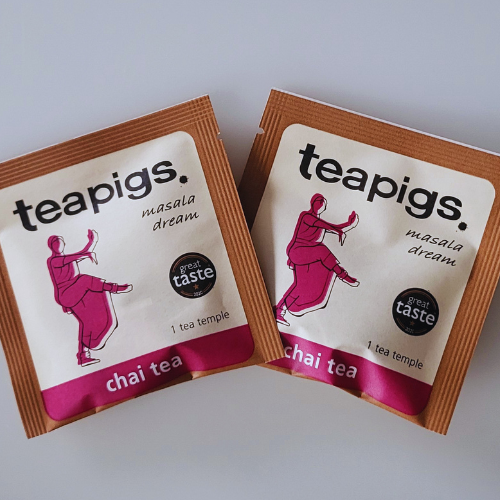 teapigs.
masala
dream
great
taste
1 tea temple
chai tea
teapigs.
masala
dream
great
taste
1 tea temple
chai tea